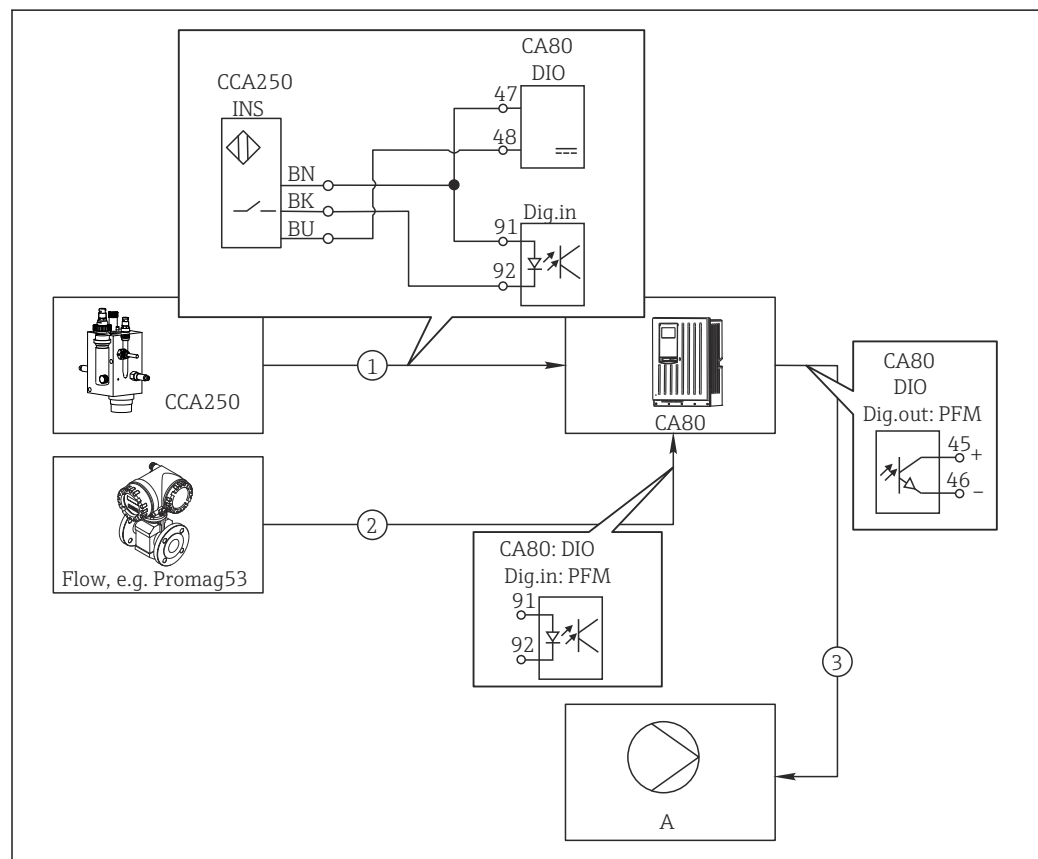 CA80
DIO
CCA250
INS
47
48
BN
BK
BU
Dig.in
91
92
1
CCA250
CA80
CA80
DIO
Dig.out: PFM
45 +
46 −
2
Flow, e.g. Promag53
CA80: DIO
Dig.in: PFM
91
92
3
A